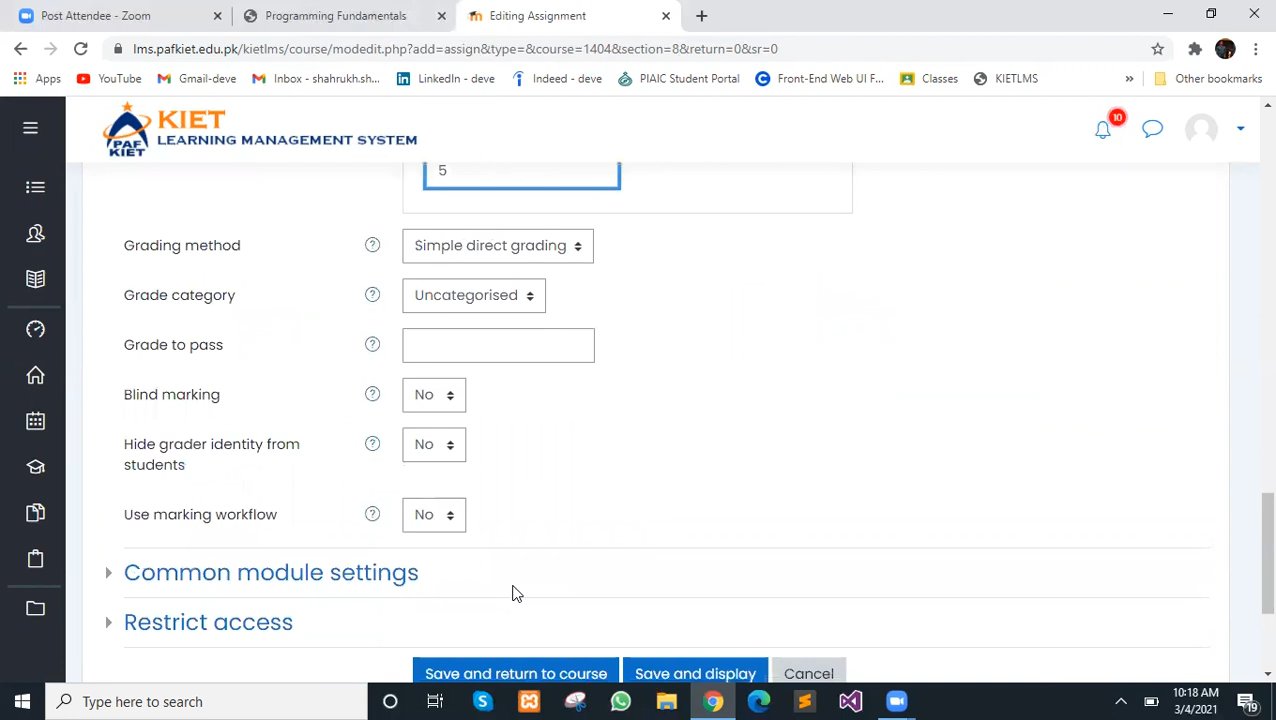 Post Attendee - Zoom
Programming Fundamentals
Editing Assignment
lms.pafkiet.edu.pk/kietlms/course/modedit.php?add=assign&type=&course=1404&section=8&return=0&sr=0
Apps
YouTube
Gmail-deve
Inbox - shahrukh.sh...
LinkedIn - deve
Indeed - deve
PIAIC Student Portal
Front-End Web UI F...
Classes
KIETLMS
»
Other bookmarks
PAF
KIET
KIET
LEARNING MANAGEMENT SYSTEM
10
5
Grading method
Simple direct grading
Grade category
Uncategorised
Grade to pass
Blind marking
No
Hide grader identity from
students
No
Use marking workflow
No
Common module settings
Restrict access
Save and return to course
Save and display
Cancel
Type here to search
10:18 AM
3/4/2021
19